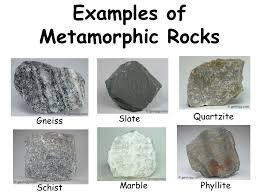 Examples of
Metamorphic Rocks
Gneiss
Slate
Quartzite
Schist
Marble
Phyllite